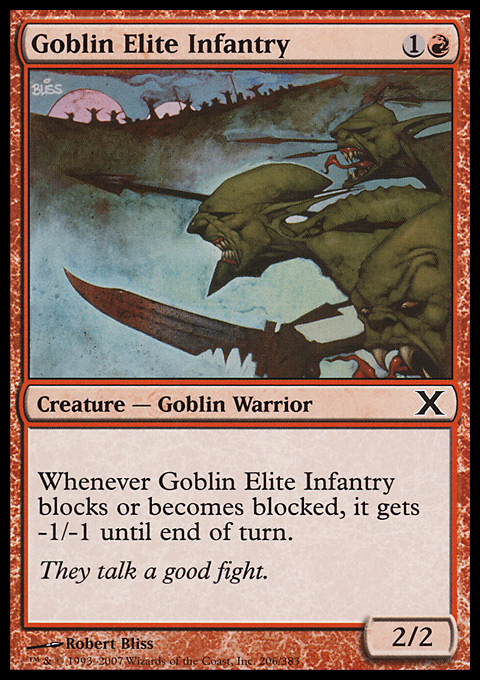 Goblin Elite Infantry 1
BLISS
Creature — Goblin Warrior X
Whenever Goblin Elite Infantry
blocks or becomes blocked, it gets
-1/-1 until end of turn.
They talk a good fight.
Robert Bliss
2/2
™ & © 1993–2007 Wizards of the Coast, Inc. 206/383